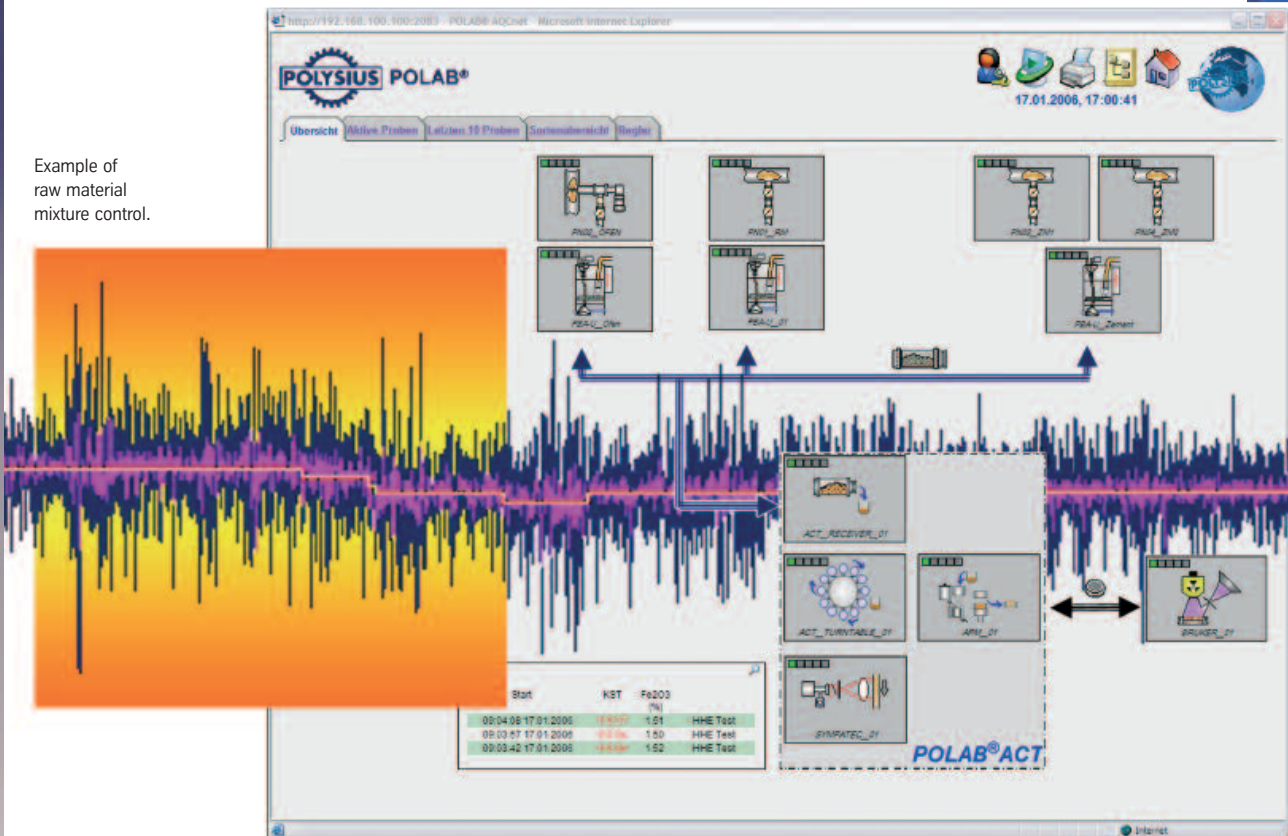 http://192.168.100.100:2083 - POLAB® AQCnet - Microsoft Internet Explorer
POLYSIUS POLAB®
17.01.2006, 17:00:41
Übersicht Aktive Proben Letzten 10 Proben Sortenübersicht Regler
Example of
raw material
mixture control.
PN02_OFEN PN01_RM PN03_ZM1 PN04_ZM2
PBA-U_Ofen PBA-U_01 PBA-U_Zement
ACT_RECEIVER_01
ACT_TURNTABLE_01 APM_01 BRUKER_01
SYMPATEC_01
POLAB®ACT
Start KST Fe2O3
(%)
09:04:08 17.01.2006 1.51 HHE Test
09:03:57 17.01.2006 1.50 HHE Test
09:03:42 17.01.2006 1.52 HHE Test
Internet